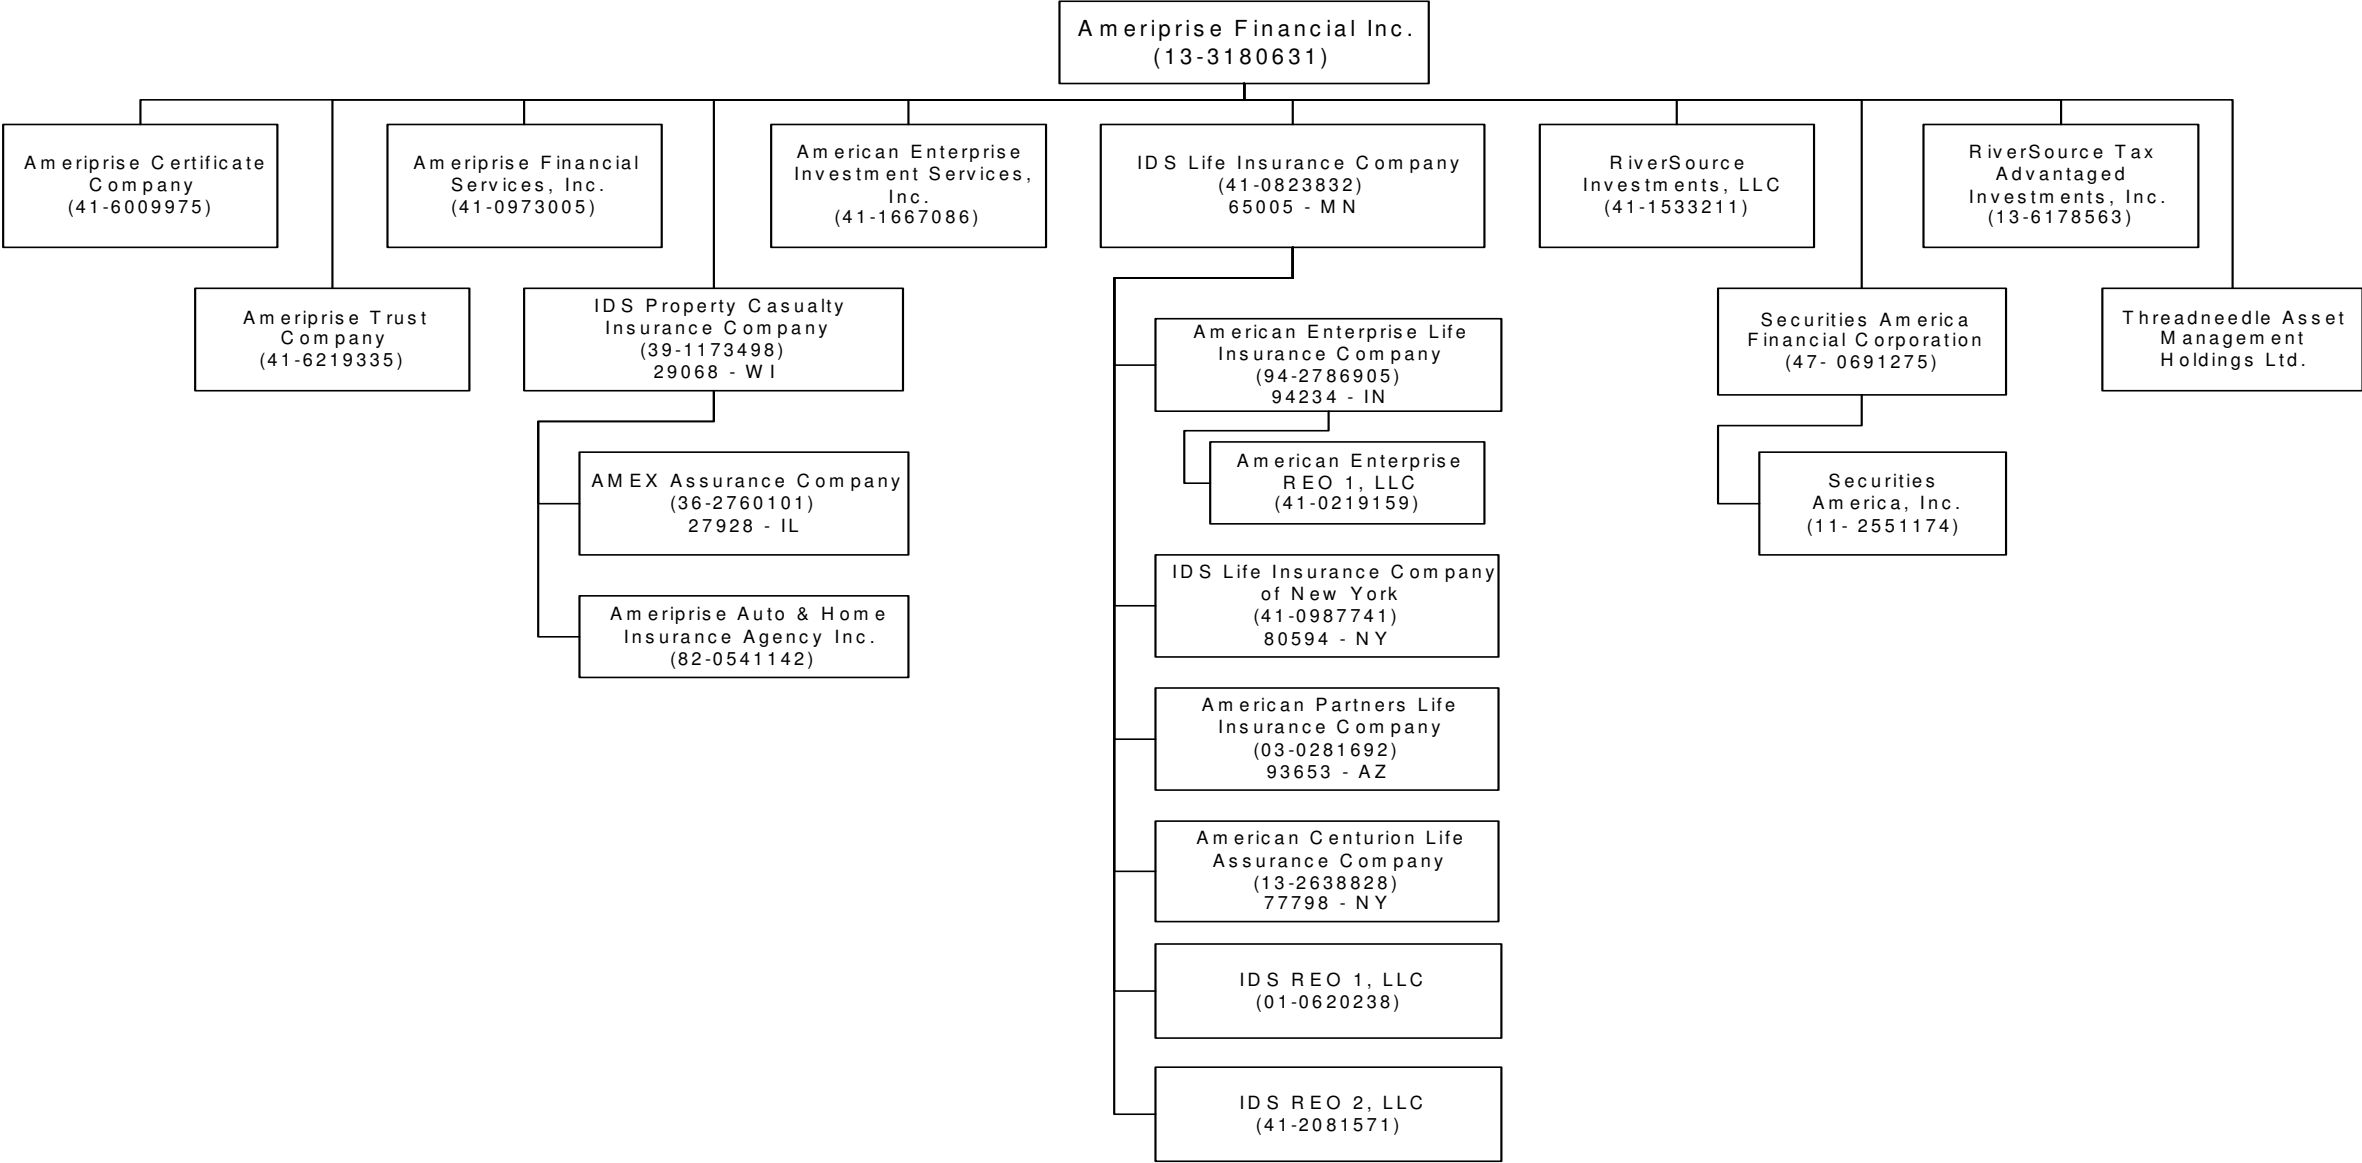 Ameriprise Financial Inc.
(13-3180631)
Ameriprise Certificate
Company
(41-6009975)
Ameriprise Financial
Services, Inc.
(41-0973005)
American Enterprise
Investment Services,
Inc.
(41-1667086)
IDS Life Insurance Company
(41-0823832)
65005 - MN
RiverSource
Investments, LLC
(41-1533211)
RiverSource Tax
Advantaged
Investments, Inc.
(13-6178563)
Ameriprise Trust
Company
(41-6219335)
IDS Property Casualty
Insurance Company
(39-1173498)
29068 - WI
Securities America
Financial Corporation
(47- 0691275)
Threadneedle Asset
Management
Holdings Ltd.
AMEX Assurance Company
(36-2760101)
27928 - IL
Ameriprise Auto & Home
Insurance Agency Inc.
(82-0541142)
American Enterprise Life
Insurance Company
(94-2786905)
94234 - IN
American Enterprise
REO 1, LLC
(41-0219159)
IDS Life Insurance Company
of New York
(41-0987741)
80594 - NY
American Partners Life
Insurance Company
(03-0281692)
93653 - AZ
American Centurion Life
Assurance Company
(13-2638828)
77798 - NY
IDS REO 1, LLC
(01-0620238)
IDS REO 2, LLC
(41-2081571)
Securities
America, Inc.
(11- 2551174)